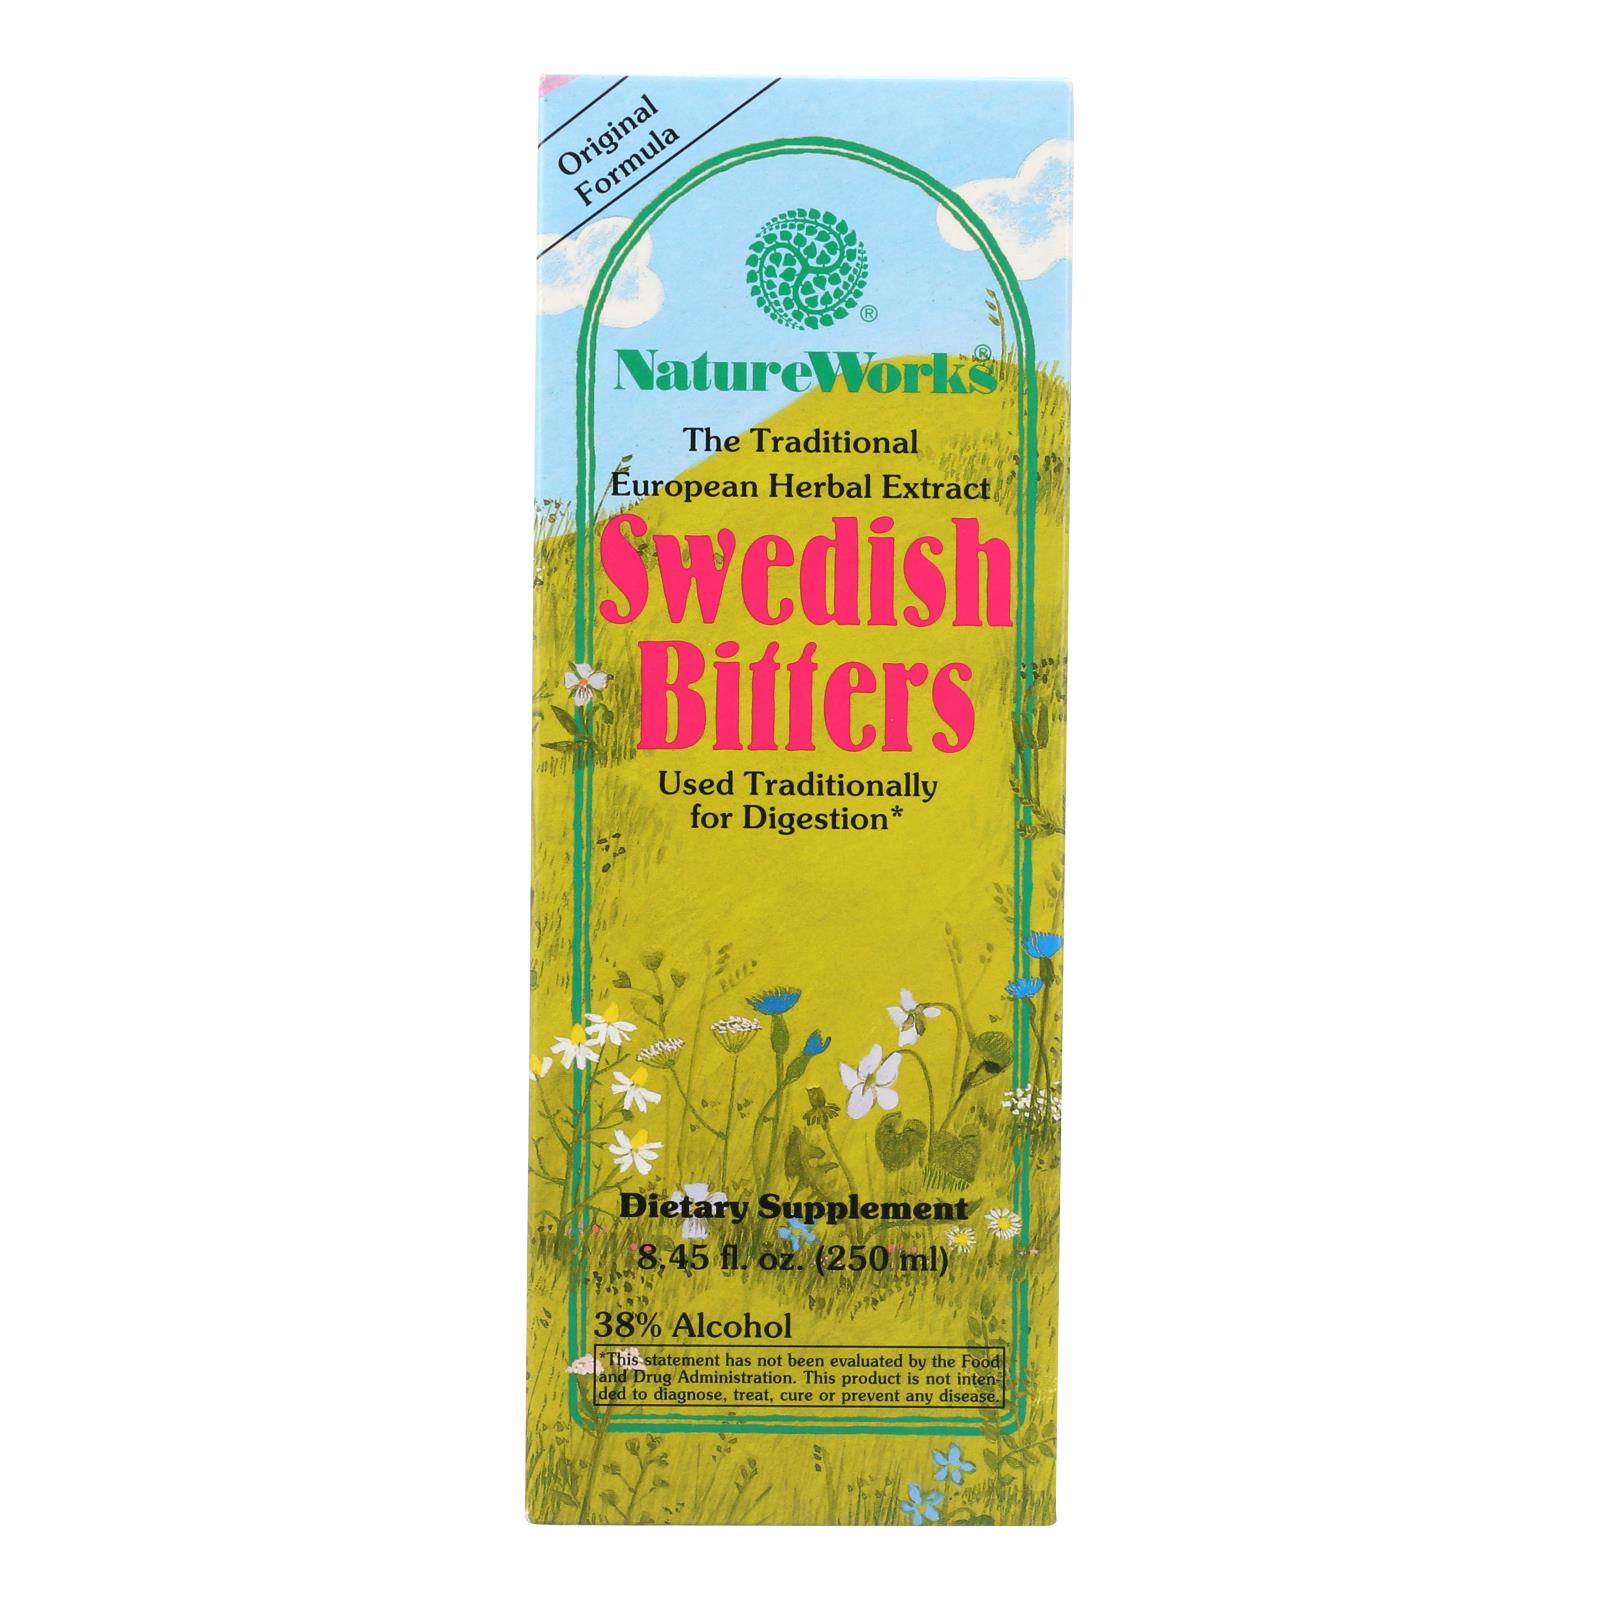 Original
Formula
®
NatureWorks®
The Traditional
European Herbal Extract
Swedish
Bitters
Used Traditionally
for Digestion*
Dietary Supplement
8.45 fl. oz. (250 ml)
38% Alcohol
*This statement has not been evaluated by the Food
and Drug Administration. This product is not inten-
ded to diagnose, treat, cure or prevent any disease.